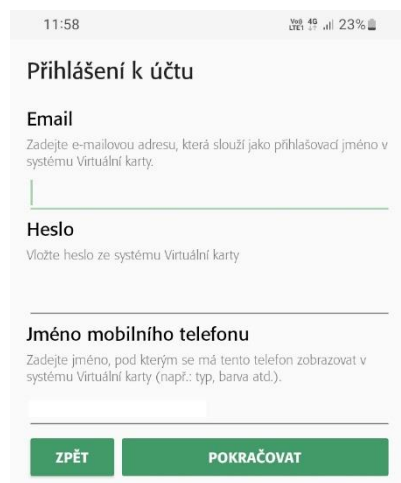 11:58 Vo0 LTE1 4G 23%
Přihlášení k účtu
Email
Zadejte e-mailovou adresu, která slouží jako přihlašovací jméno v
systému Virtuální karty.
Heslo
Vložte heslo ze systému Virtuální karty
Jméno mobilního telefonu
Zadejte jméno, pod kterým se má tento telefon zobrazovat v
systému Virtuální karty (např.: typ, barva atd.).
ZPĚT POKRAČOVAT